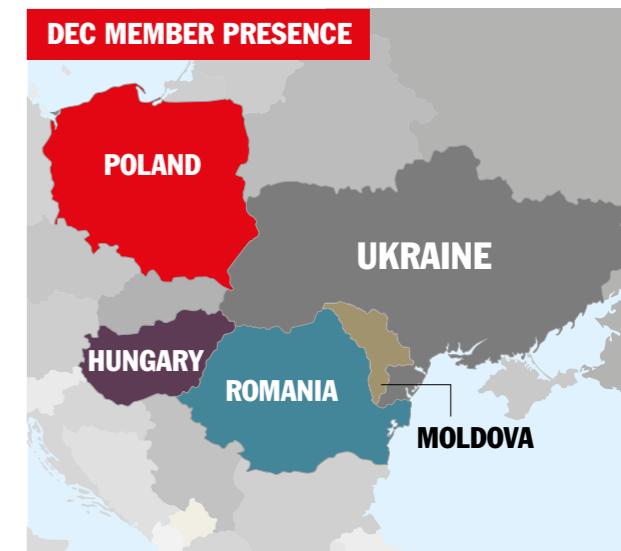 DEC MEMBER PRESENCE
POLAND
UKRAINE
HUNGARY
ROMANIA
MOLDOVA